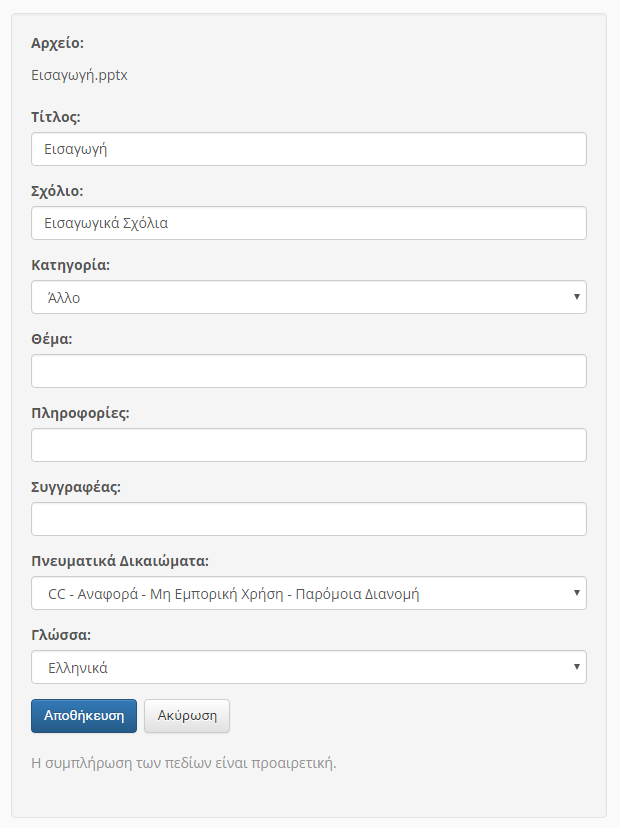 Αρχείο:
Εισαγωγή.pptx
Τίτλος:
Εισαγωγή
Σχόλιο:
Εισαγωγικά Σχόλια
Κατηγορία:
Άλλο
Θέμα:
Πληροφορίες:
Συγγραφέας:
Πνευματικά Δικαιώματα:
CC - Αναφορά - Μη Εμπορική Χρήση - Παρόμοια Διανομή
Γλώσσα:
Ελληνικά
Αποθήκευση Ακύρωση
Η συμπλήρωση των πεδίων είναι προαιρετική.